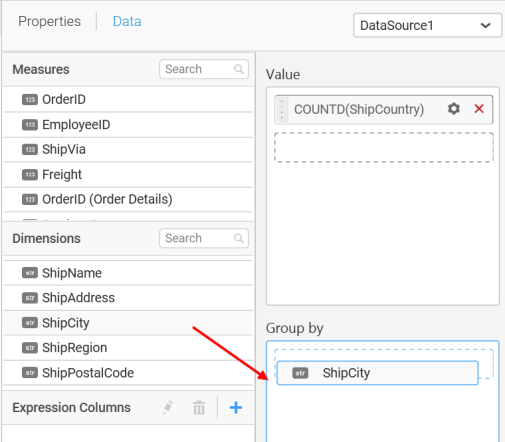 Properties Data
DataSource1
Measures Search
123 OrderID
123 EmployeeID
123 ShipVia
123 Freight
123 OrderID (Order Details)
Dimensions Search
str ShipName
str ShipAddress
str ShipCity
str ShipRegion
str ShipPostalCode
Expression Columns
Value
COUNTD(ShipCountry)
Group by
str ShipCity